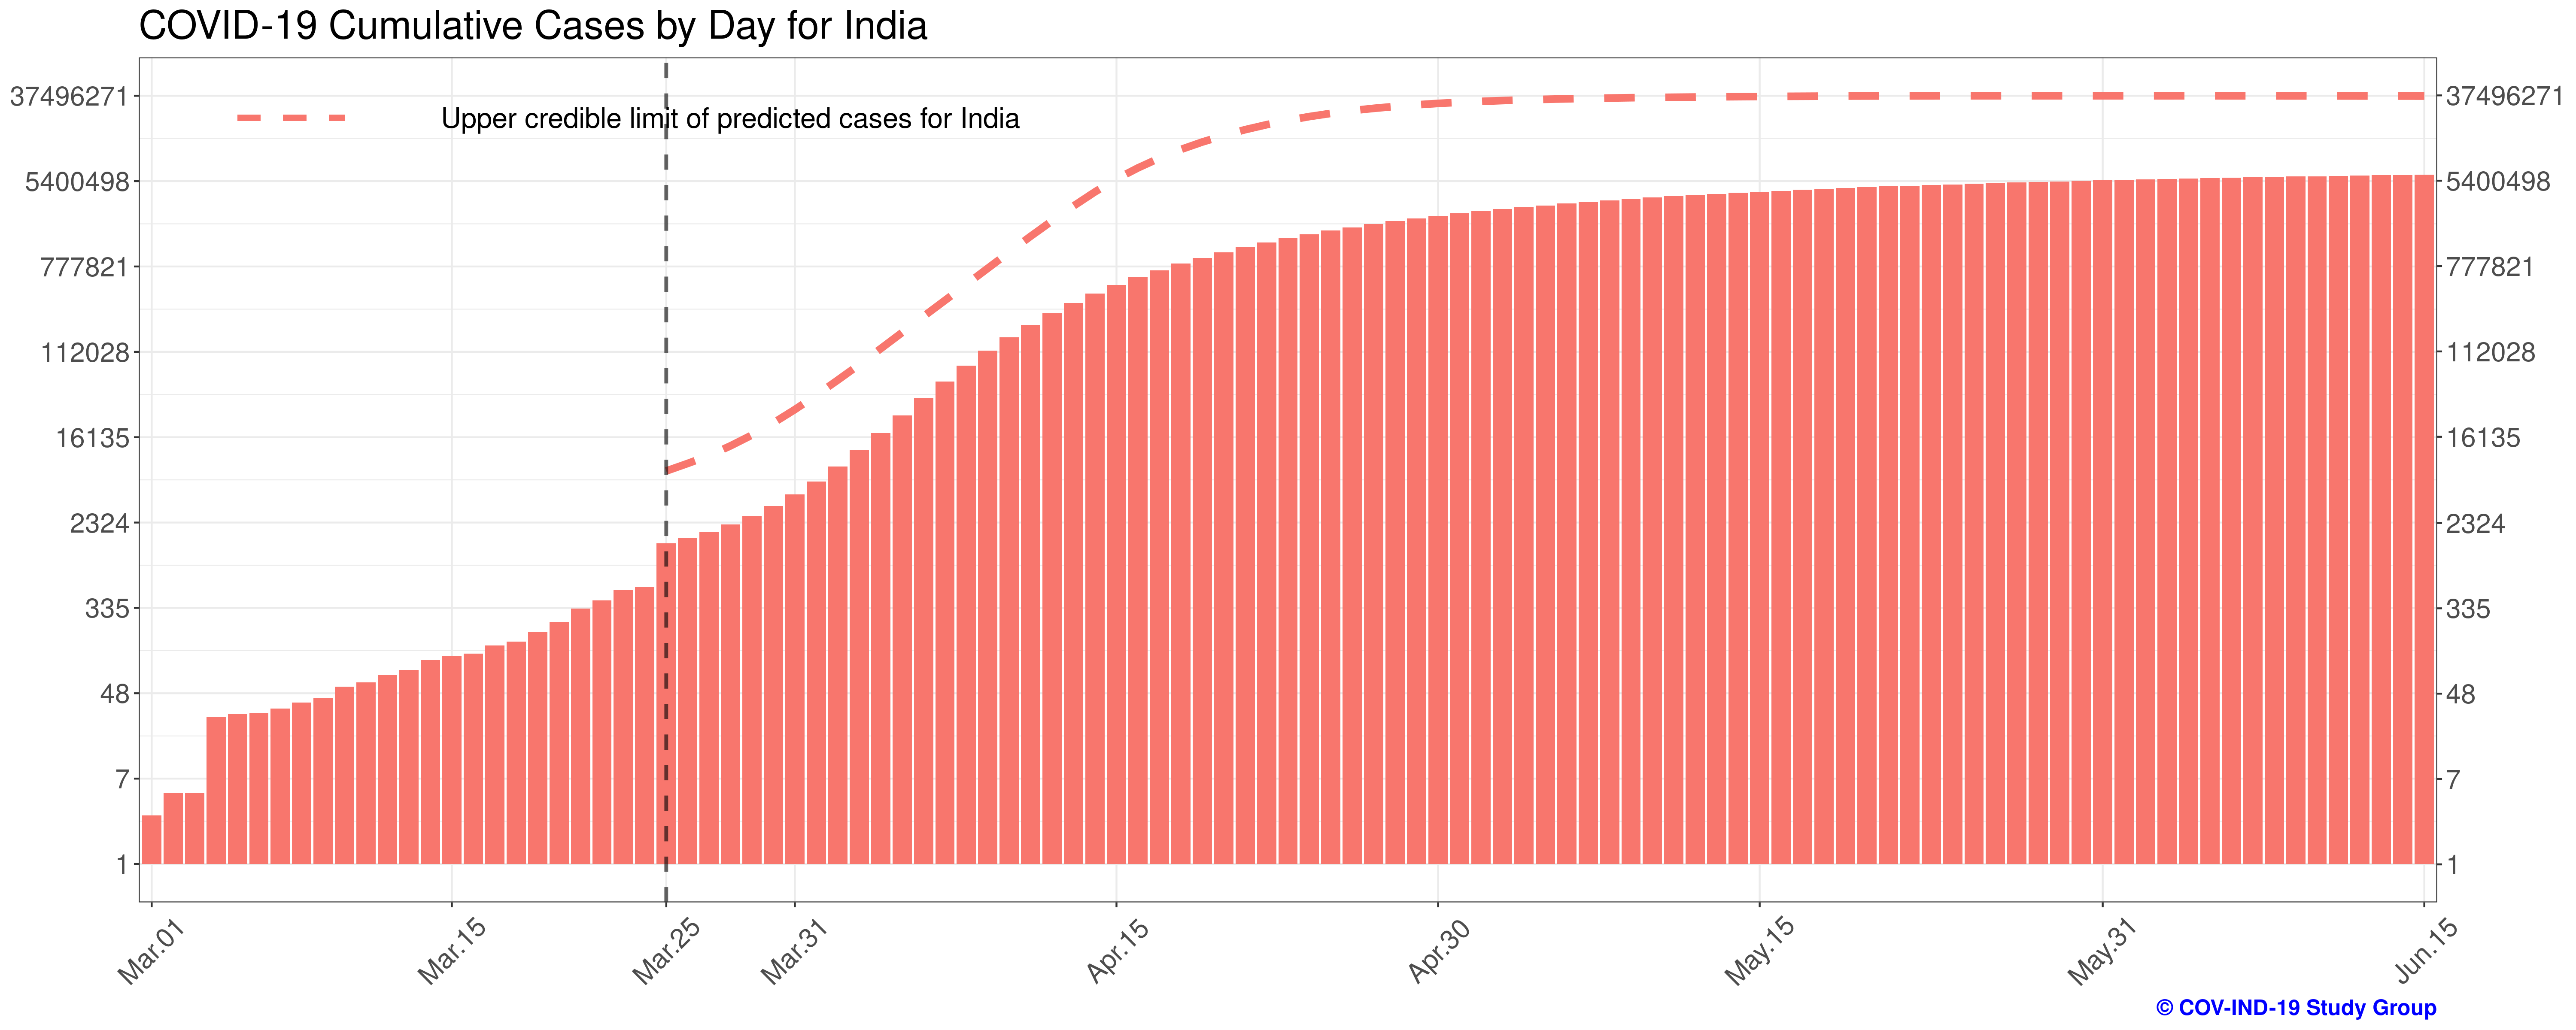 COVID-19 Cumulative Cases by Day for India
Upper credible limit of predicted cases for India
37496271
5400498
777821
112028
16135
2324
335
48
7
1
37496271
5400498
777821
112028
16135
2324
335
48
7
1
Mar.01
Mar.15
Mar.25
Mar.31
Apr.15
Apr.30
May.15
May.31
Jun.15
© COV-IND-19 Study Group